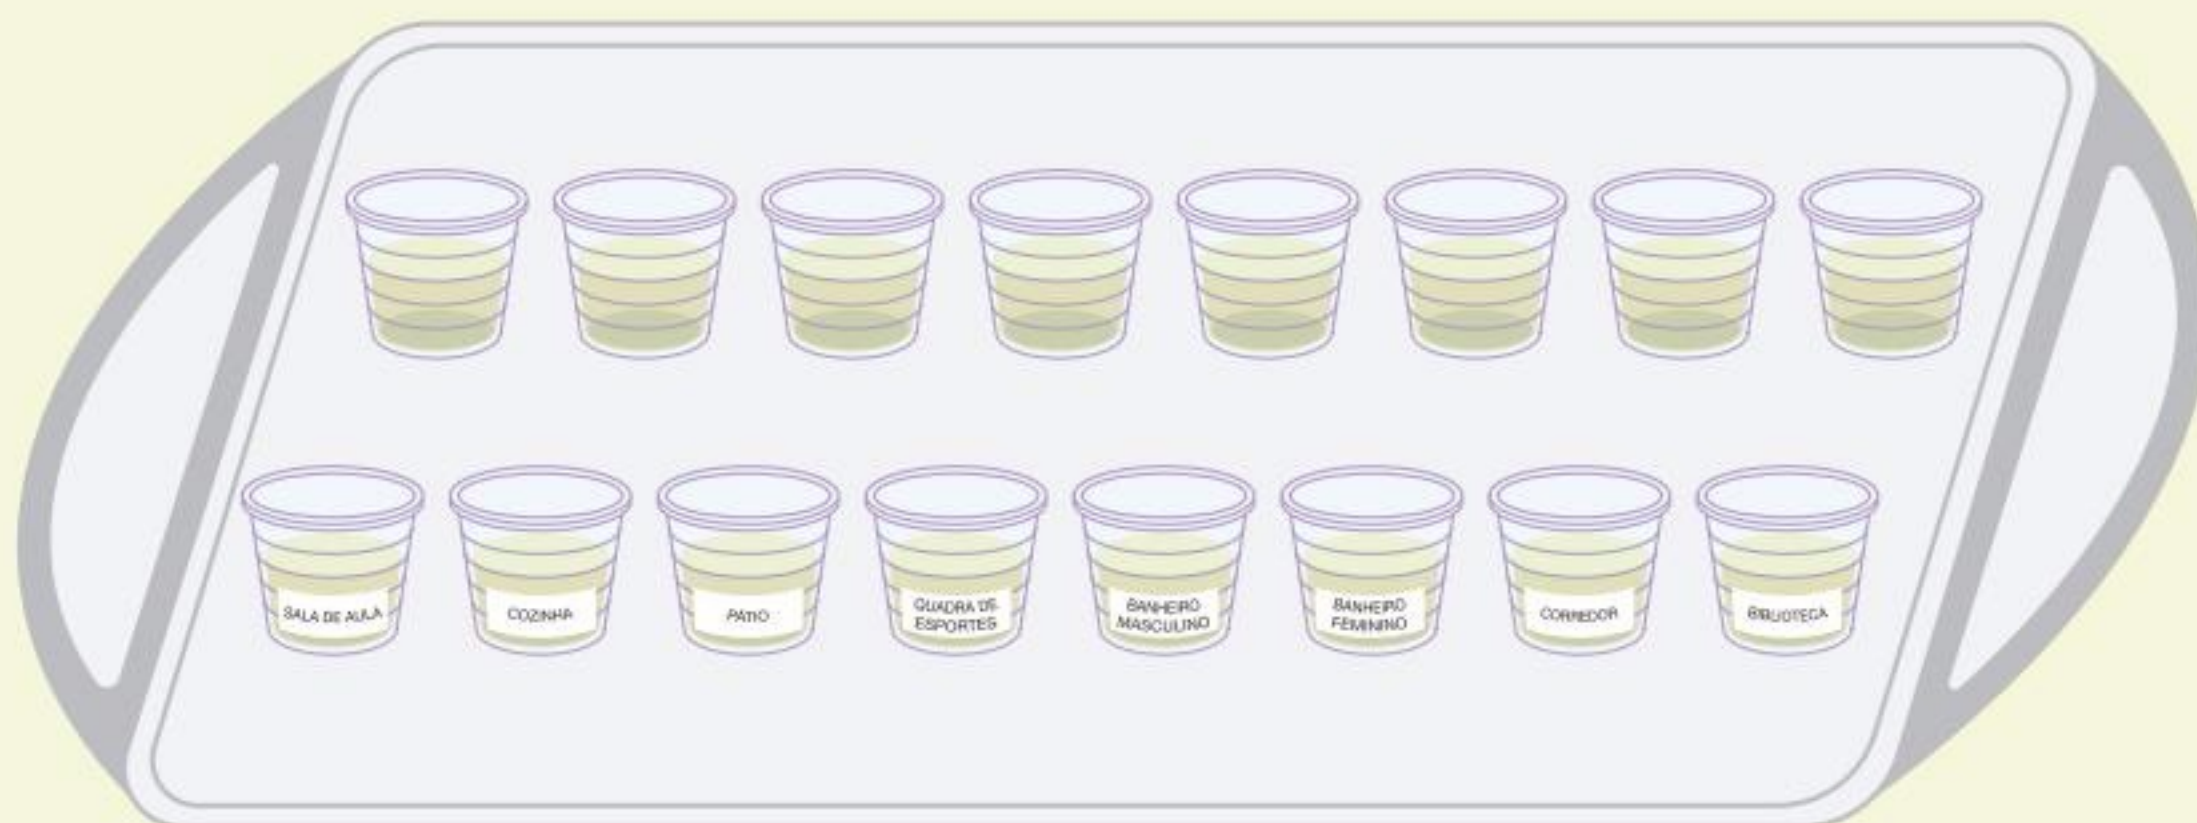 SALA DE AULA
COZINHA
PÁTIO
QUADRA DE
ESPORTES
BANHEIRO
MASCULINO
BANHEIRO
FEMININO
CORREDOR
BIBLIOTECA